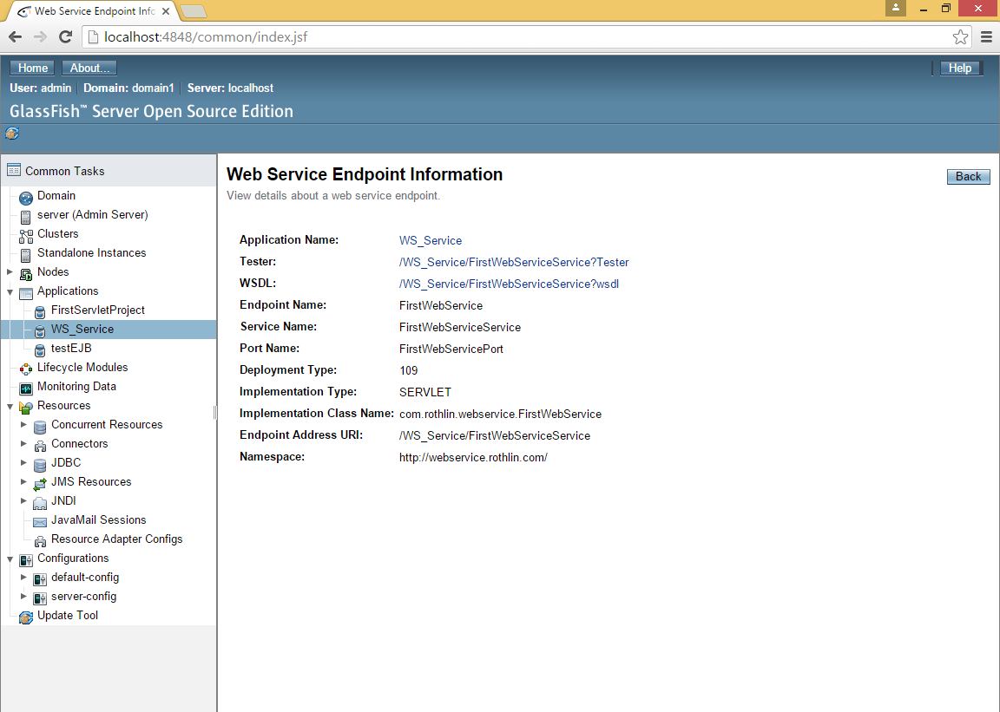 Web Service Endpoint Info
localhost:4848/common/index.jsf
Home About... Help
User: admin Domain: domain1 Server: localhost
GlassFish™ Server Open Source Edition
Common Tasks
Domain
server (Admin Server)
Clusters
Standalone Instances
Nodes
Applications
FirstServletProject
WS_Service
testEJB
Lifecycle Modules
Monitoring Data
Resources
Concurrent Resources
Connectors
JDBC
JMS Resources
JNDI
JavaMail Sessions
Resource Adapter Configs
Configurations
default-config
server-config
Update Tool
Web Service Endpoint Information
Back
View details about a web service endpoint.
Application Name: WS_Service
Tester: /WS_Service/FirstWebServiceService?Tester
WSDL: /WS_Service/FirstWebServiceService?wsdl
Endpoint Name: FirstWebService
Service Name: FirstWebServiceService
Port Name: FirstWebServicePort
Deployment Type: 109
Implementation Type: SERVLET
Implementation Class Name: com.rothlin.webservice.FirstWebService
Endpoint Address URI: /WS_Service/FirstWebServiceService
Namespace: http://webservice.rothlin.com/